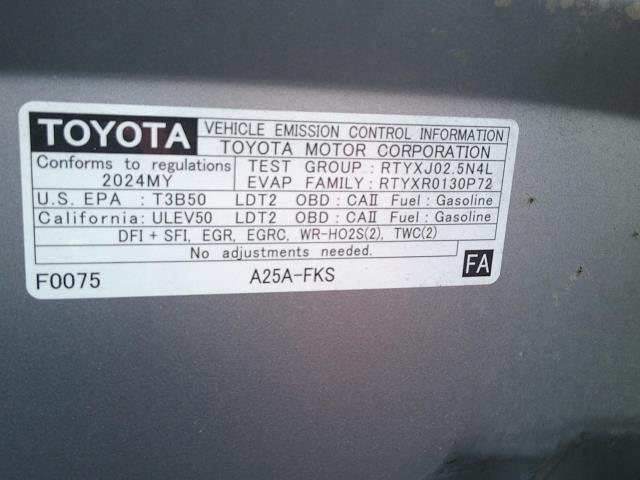 TOYOTA VEHICLE EMISSION CONTROL INFORMATION
TOYOTA MOTOR CORPORATION
Conforms to regulations TEST GROUP : RTYXJ02.5N4L
2024MY EVAP FAMILY : RTYXR0130P72
U.S. EPA : T3B50 LDT2 OBD : CAII Fuel : Gasoline
California: ULEV50 LDT2 OBD : CAII Fuel : Gasoline
DFI + SFI, EGR, EGRC, WR-HO2S(2), TWC(2)
No adjustments needed.
F0075 A25A-FKS FA